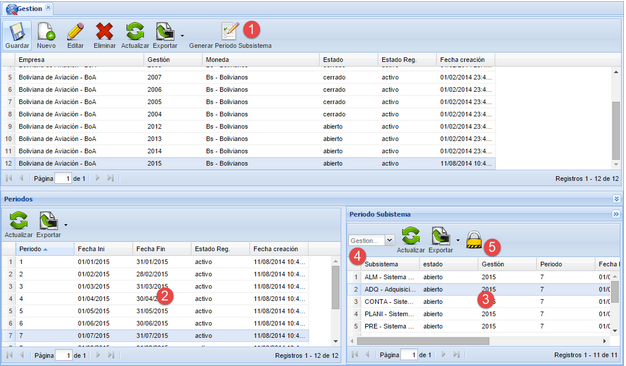 Gestion
Guardar Nuevo Editar Eliminar Actualizar Exportar Generar Periodo Subsistema 1
Empresa Gestión Moneda Estado Estado Reg. Fecha creación
5 Boliviana de Aviación - BoA 2007 Bs - Bolivianos cerrado activo 01/02/2014 23:4...
6 Boliviana de Aviación - BoA 2006 Bs - Bolivianos cerrado activo 01/02/2014 23:4...
7 Boliviana de Aviación - BoA 2005 Bs - Bolivianos cerrado activo 01/02/2014 23:4...
8 Boliviana de Aviación - BoA 2004 Bs - Bolivianos cerrado activo 01/02/2014 23:4...
9 Boliviana de Aviación - BoA 2012 Bs - Bolivianos abierto activo 01/02/2014 23:4...
10 Boliviana de Aviación - BoA 2013 Bs - Bolivianos abierto activo 01/02/2014 23:4...
11 Boliviana de Aviación - BoA 2014 Bs - Bolivianos abierto activo 01/02/2014 23:4...
12 Boliviana de Aviación - BoA 2015 Bs - Bolivianos abierto activo 11/08/2014 10:4...
Página 1 de 1 Registros 1 - 12 de 12
Periodos
Actualizar Exportar
Periodo Fecha Ini Fecha Fin Estado Reg. Fecha creación
1 1 01/01/2015 31/01/2015 activo 11/08/2014 10:4...
2 2 01/02/2015 28/02/2015 activo 11/08/2014 10:4...
3 3 01/03/2015 31/03/2015 activo 11/08/2014 10:4...
4 4 01/04/2015 30/04/2015 activo 11/08/2014 10:4...
2
5 5 01/05/2015 31/05/2015 activo 11/08/2014 10:4...
6 6 01/06/2015 30/06/2015 activo 11/08/2014 10:4...
7 7 01/07/2015 31/07/2015 activo 11/08/2014 10:4...
Página 1 de 1 Registros 1 - 12 de 12
Periodo Subsistema
Gestion... Actualizar Exportar 5
4
Subsistema estado Gestión Periodo Fecha I
1 ALM - Sistema ... abierto 2015 7 01/0
2 ADQ - Adquisici... abierto 2015 7 01/0
3 CONTA - Siste... abierto 2015 7 01/0
3
4 PLANI - Sistem... abierto 2015 7 01/0
5 PRE - Sistema ... abierto 2015 7 01/0
Página 1 de 1 Registros 1 - 11 de 11